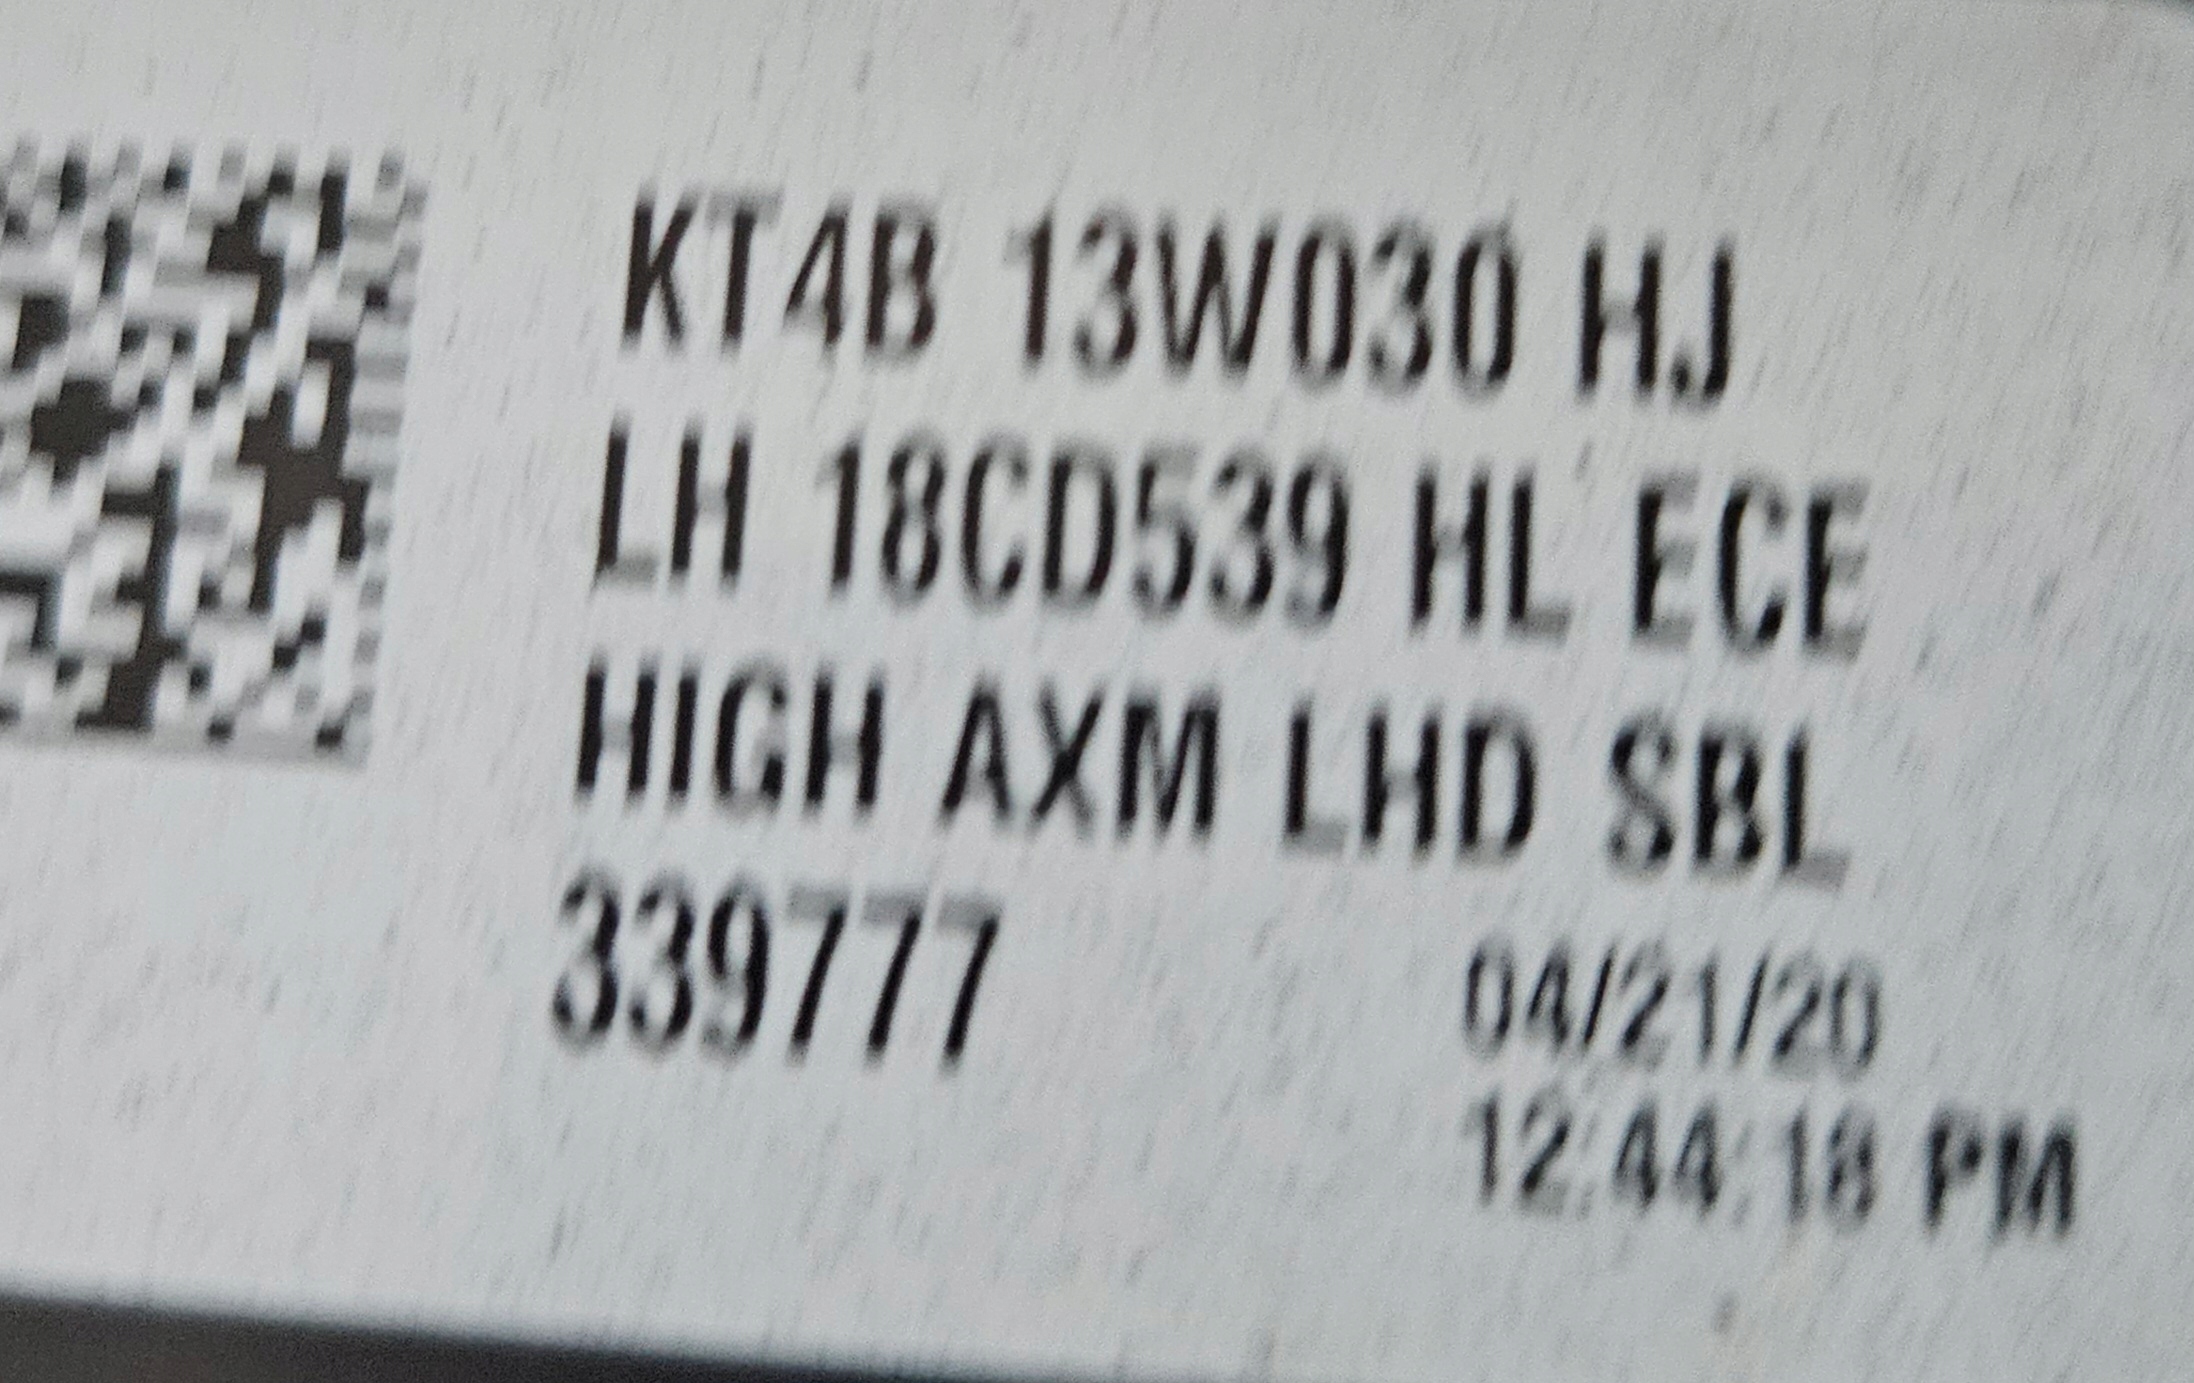 KT4B 13W030 HJ
LH 18CD539 HL ECE
HIGH AXM LHD SBL
339777
04/21/20
12:44:18 PM